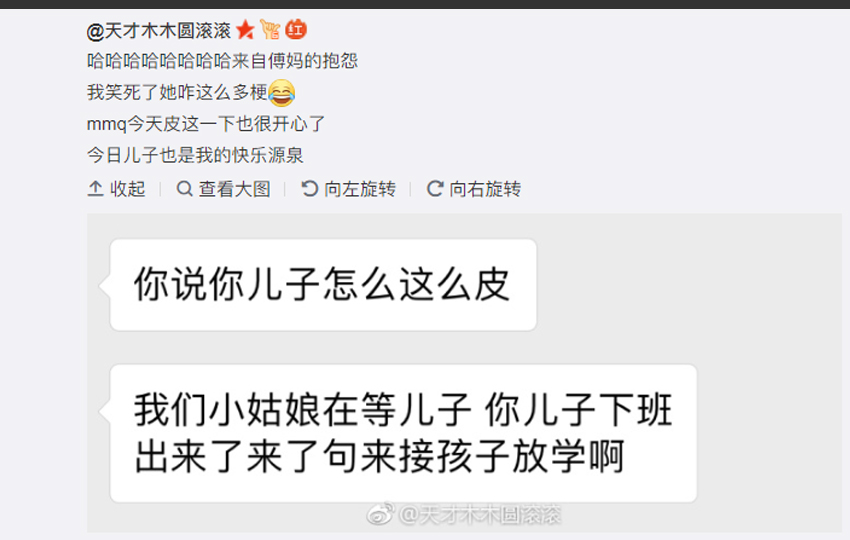 @天才木木圆滚滚
哈哈哈哈哈哈哈哈来自傅妈的抱怨
我笑死了她咋这么多梗
mmq今天皮这一下也很开心了
今日儿子也是我的快乐源泉
收起 查看大图 向左旋转 向右旋转
你说你儿子怎么这么皮
我们小姑娘在等儿子 你儿子下班
出来了来了句来接孩子放学啊
@天才木木圆滚滚